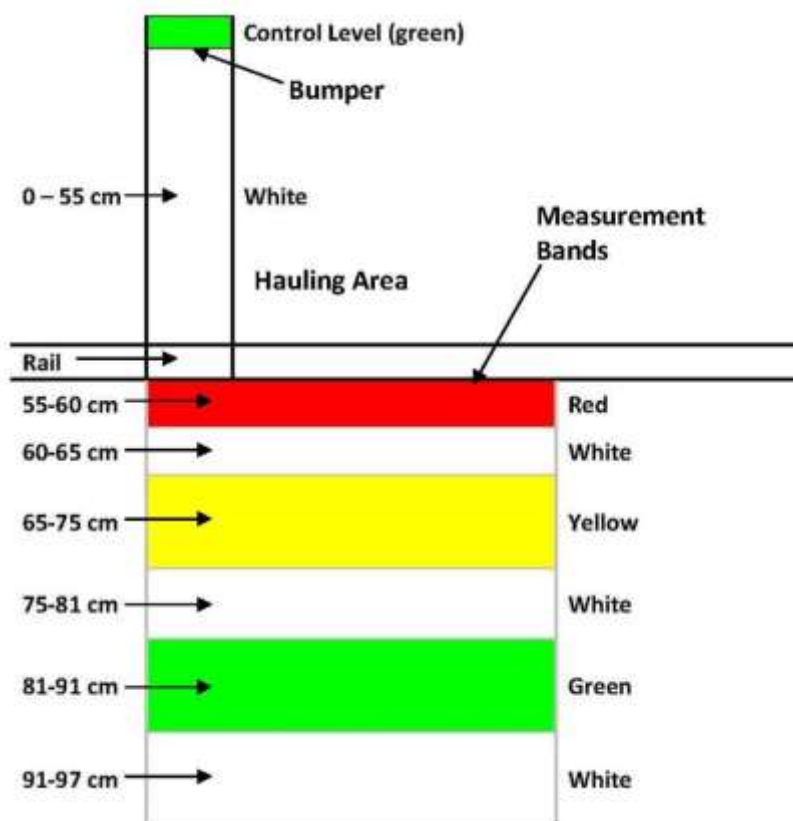 Control Level (green)
Bumper
0 – 55 cm
White
Measurement
Bands
Hauling Area
Rail
55-60 cm
Red
60-65 cm
White
65-75 cm
Yellow
75-81 cm
White
81-91 cm
Green
91-97 cm
White